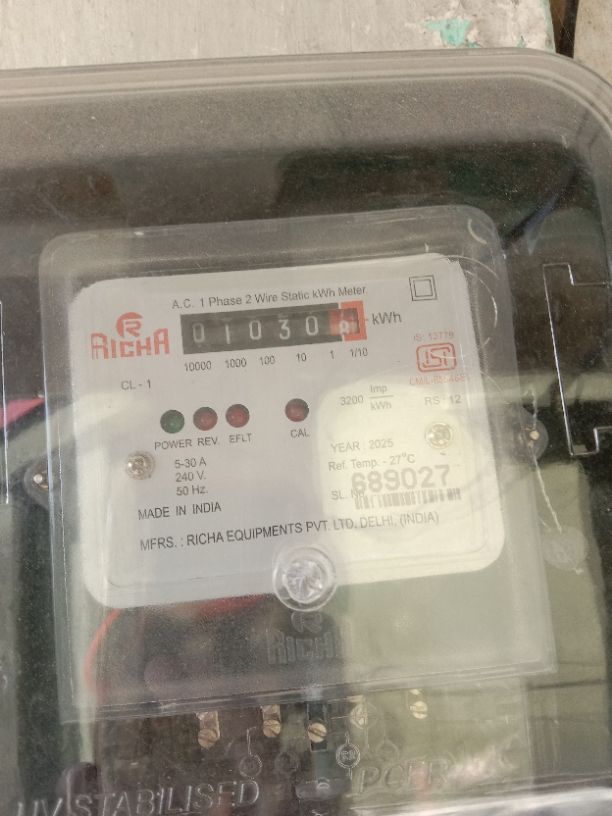 A.C. 1 Phase 2 Wire Static kWh Meter
R
RICHA
01030 kWh
10000 1000 100 10 1 1/10
IS: 13779
ISI
CL - 1
3200 Imp/kWh
RS: 12
POWER REV. EFLT CAL
5-30 A
240 V.
50 Hz.
YEAR : 2025
Ref. Temp. - 27°C
SL. No
689027
MADE IN INDIA
MFRS. : RICHA EQUIPMENTS PVT. LTD. DELHI, (INDIA)
RICHA
UV STABILISED